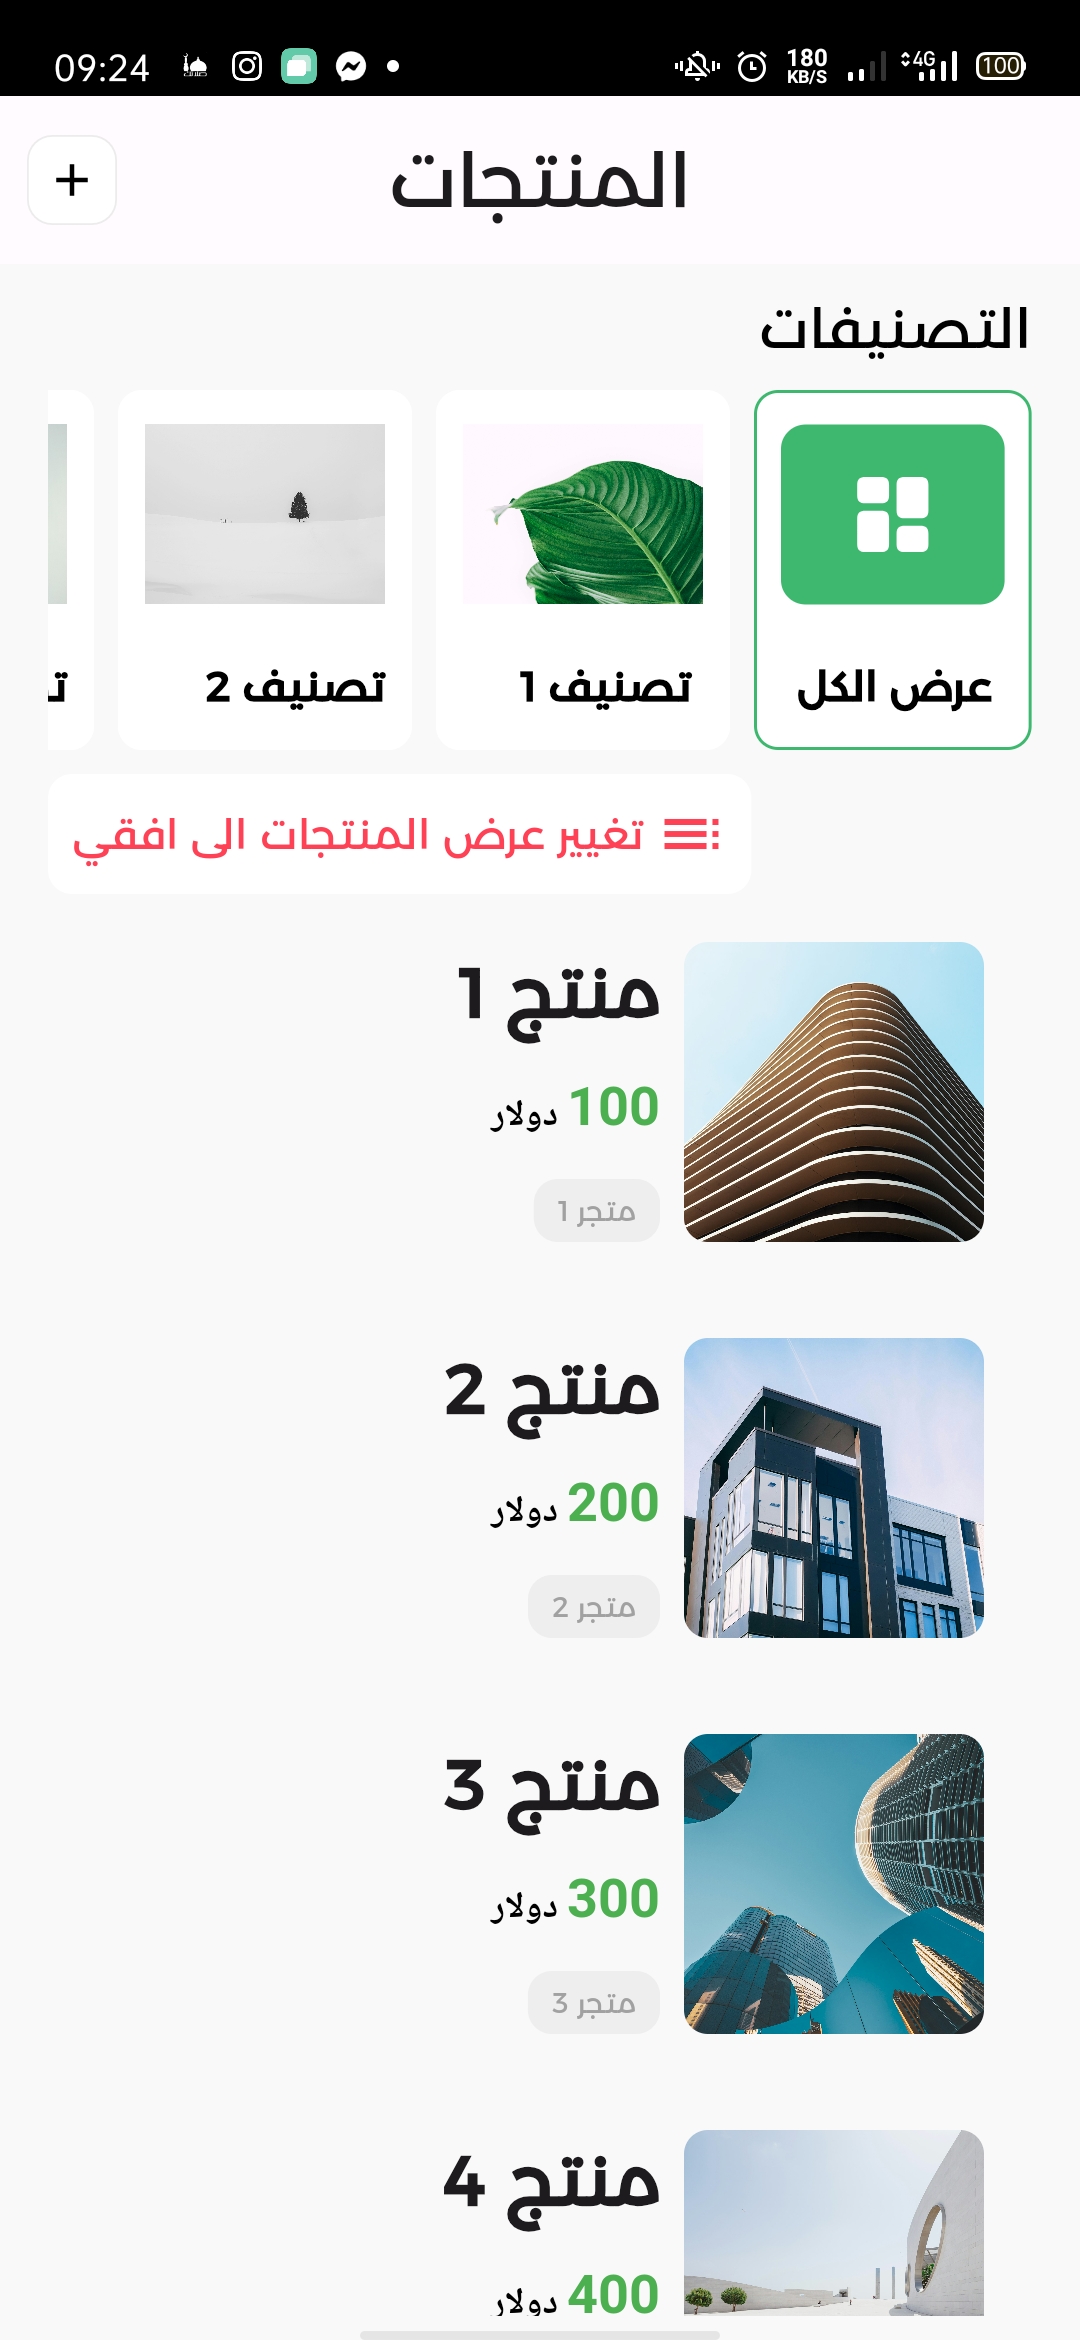 09:24
180
KB/S
4G
100
المنتجات
التصنيفات
عرض الكل
تصنيف 1
تصنيف 2
تغيير عرض المنتجات الى افقي
منتج 1
100 دولار
متجر 1
منتج 2
200 دولار
متجر 2
منتج 3
300 دولار
متجر 3
منتج 4
400 دولار